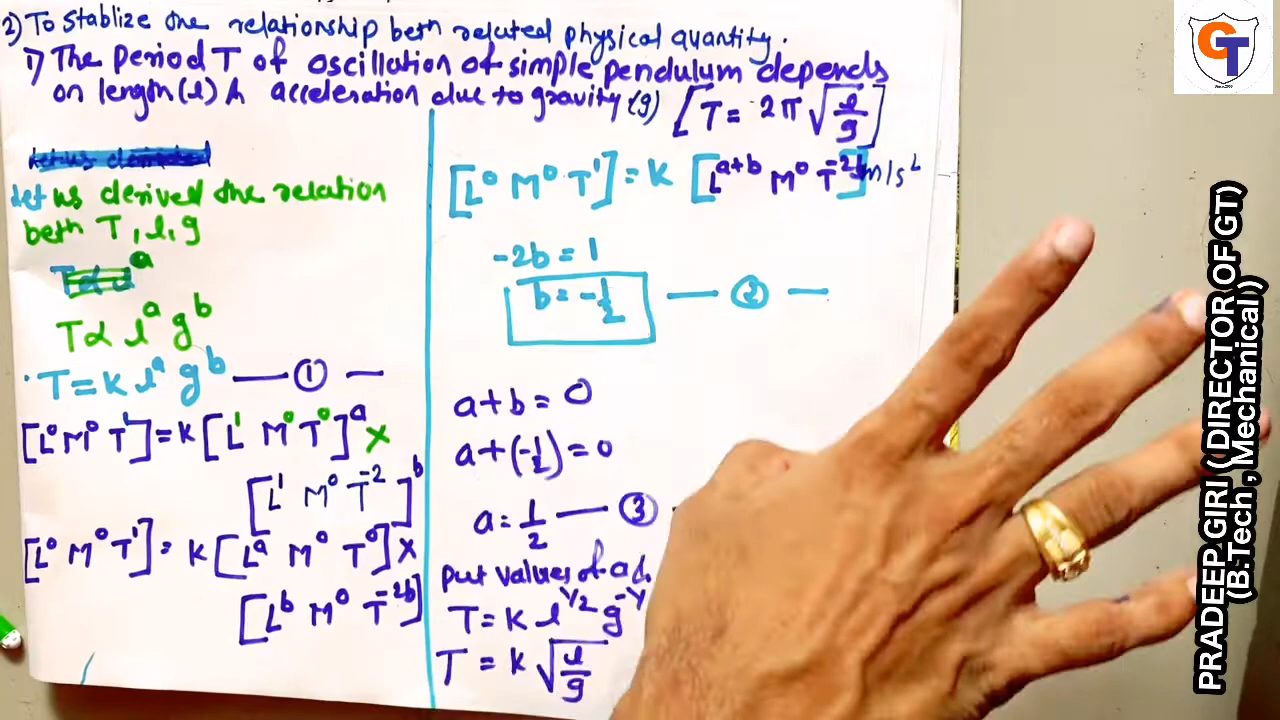 2) To stablize the relationship betn related physical quantity.
1) The period T of oscillation of simple pendulum depends
on length (l) & acceleration due to gravity (g) [T = 2π √(l/g)]
let us derived the relation
betn T, l, g
T ∝ l^a g^b
T = K l^a g^b — ① —
[L⁰ M⁰ T¹] = K [L¹ M⁰ T⁰]^a ×
[L¹ M⁰ T⁻²]^b
[L⁰ M⁰ T¹] = K [L^a M⁰ T⁰] ×
[L^b M⁰ T^-2b]
[L⁰ M⁰ T¹] = K [L^a+b M⁰ T^-2b] m/s²
-2b = 1
b = -1/2 — ② —
a + b = 0
a + (-1/2) = 0
a = 1/2 — ③ -
put values of a
T = K l^1/2 g^-1/
T = K √(l/g)
GT
PRADEEP GIRI ( DIRECTOR OF GT)
(B.Tech , Mechanical))